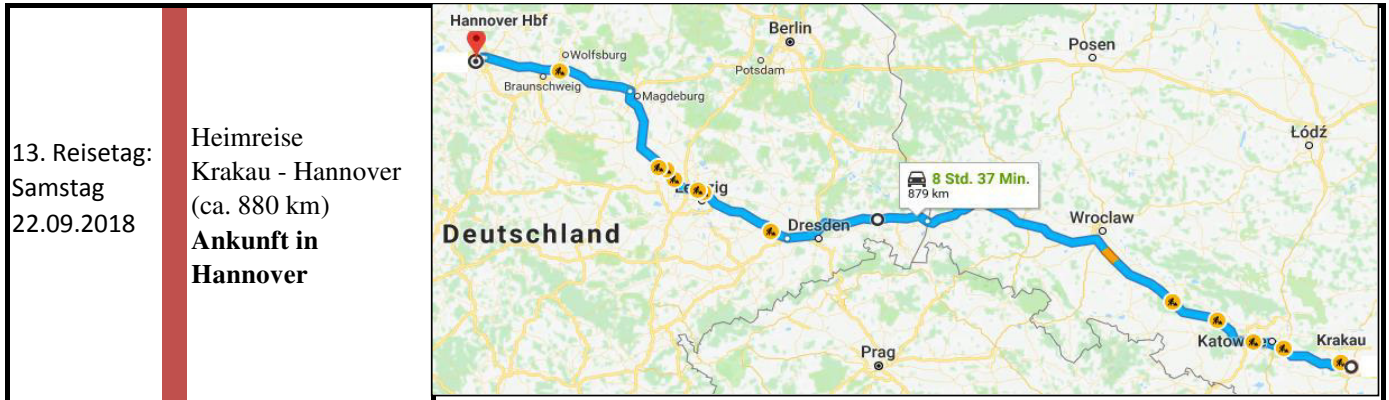 13. Reisetag:
Samstag
22.09.2018
Heimreise
Krakau - Hannover
(ca. 880 km)
Ankunft in
Hannover
Hannover Hbf
Berlin
Wolfsburg
Potsdam
Posen
Braunschweig
Magdeburg
Łódź
8 Std. 37 Min.
879 km
Wroclaw
Dresden
Deutschland
Prag
Krakau